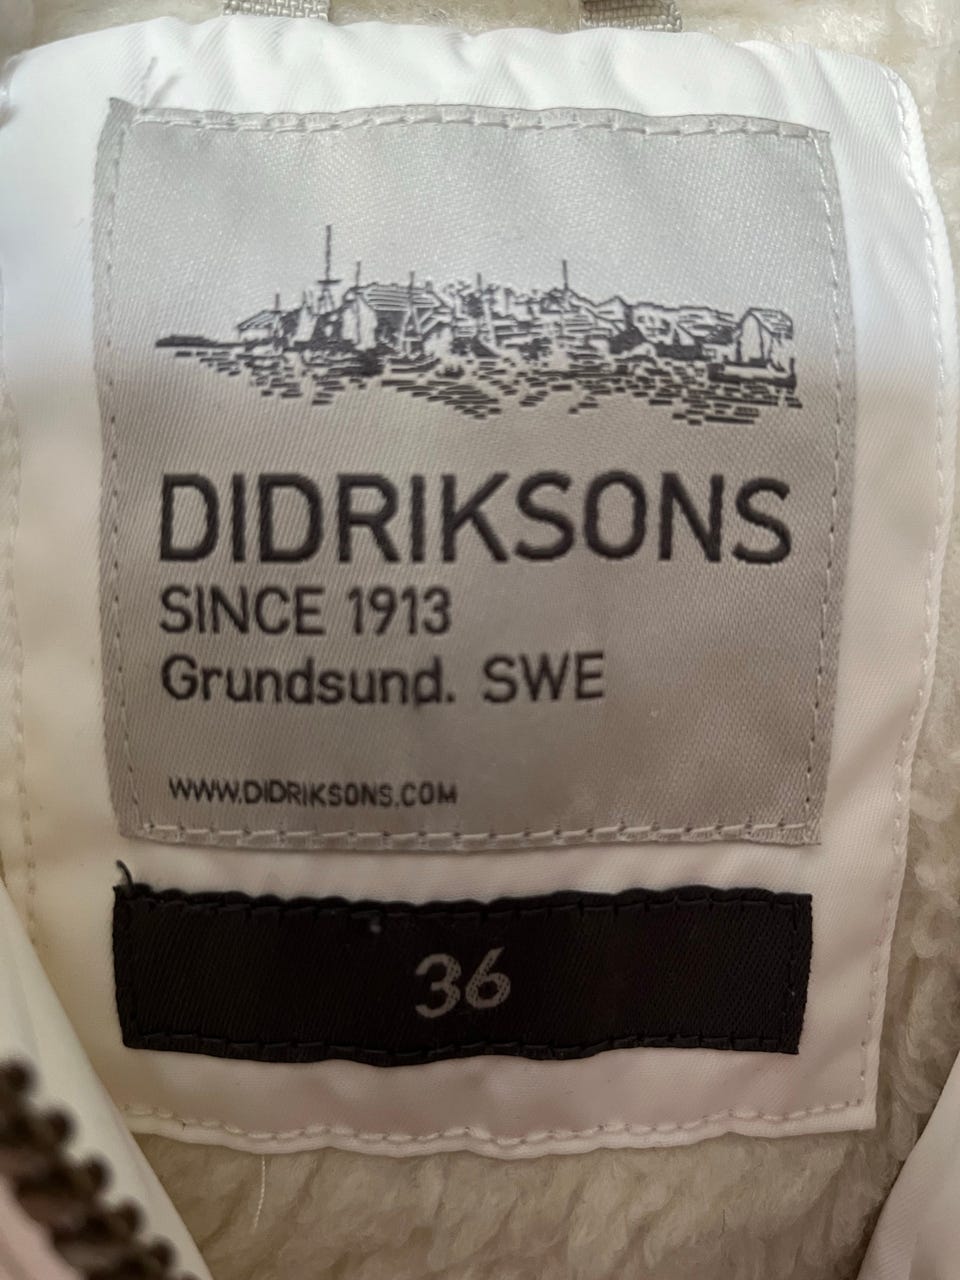 DIDRIKSONS
SINCE 1913
Grundsund. SWE
WWW.DIDRIKSONS.COM
36